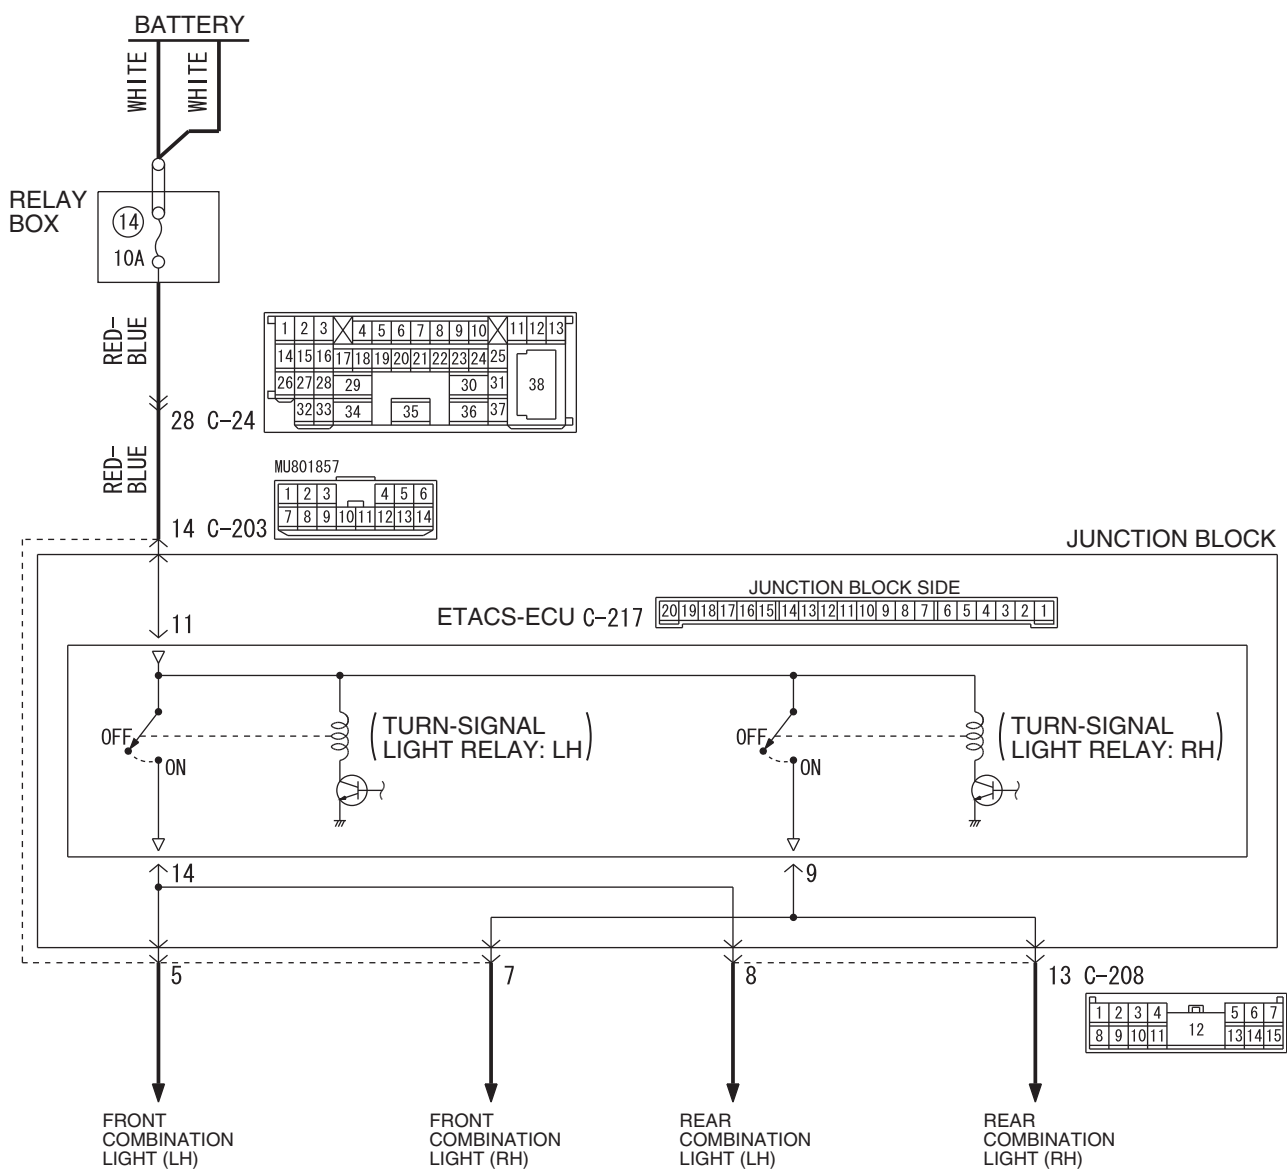 BATTERY
WHITE
WHITE
RELAY
BOX
14
10A
RED-
BLUE
1 2 3 4 5 6 7 8 9 10 11 12 13
14 15 16 17 18 19 20 21 22 23 24 25
26 27 28 29 30 31 38
32 33 34 35 36 37
28 C-24
RED-
BLUE
MU801857
1 2 3 4 5 6
7 8 9 10 11 12 13 14
14 C-203
JUNCTION BLOCK
JUNCTION BLOCK SIDE
ETACS-ECU C-217
20 19 18 17 16 15 14 13 12 11 10 9 8 7 6 5 4 3 2 1
11
OFF
ON
(TURN-SIGNAL
LIGHT RELAY: LH)
OFF
ON
(TURN-SIGNAL
LIGHT RELAY: RH)
14
9
5
7
8
13 C-208
1 2 3 4 5 6 7
8 9 10 11 12 13 14 15
FRONT
COMBINATION
LIGHT (LH)
FRONT
COMBINATION
LIGHT (RH)
REAR
COMBINATION
LIGHT (LH)
REAR
COMBINATION
LIGHT (RH)